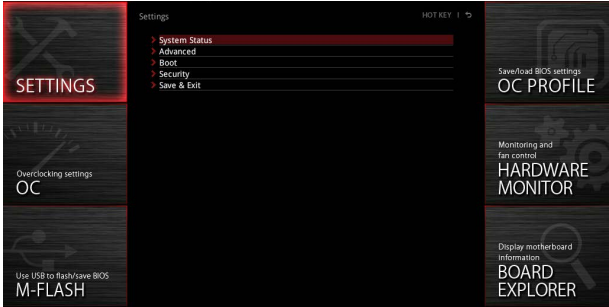 Settings
HOT KEY
System Status
Advanced
Boot
Security
Save & Exit
SETTINGS
Overclocking settings
OC
Use USB to flash/save BIOS
M-FLASH
Save/load BIOS settings
OC PROFILE
Monitoring and
fan control
HARDWARE
MONITOR
Display motherboard
information
BOARD
EXPLORER